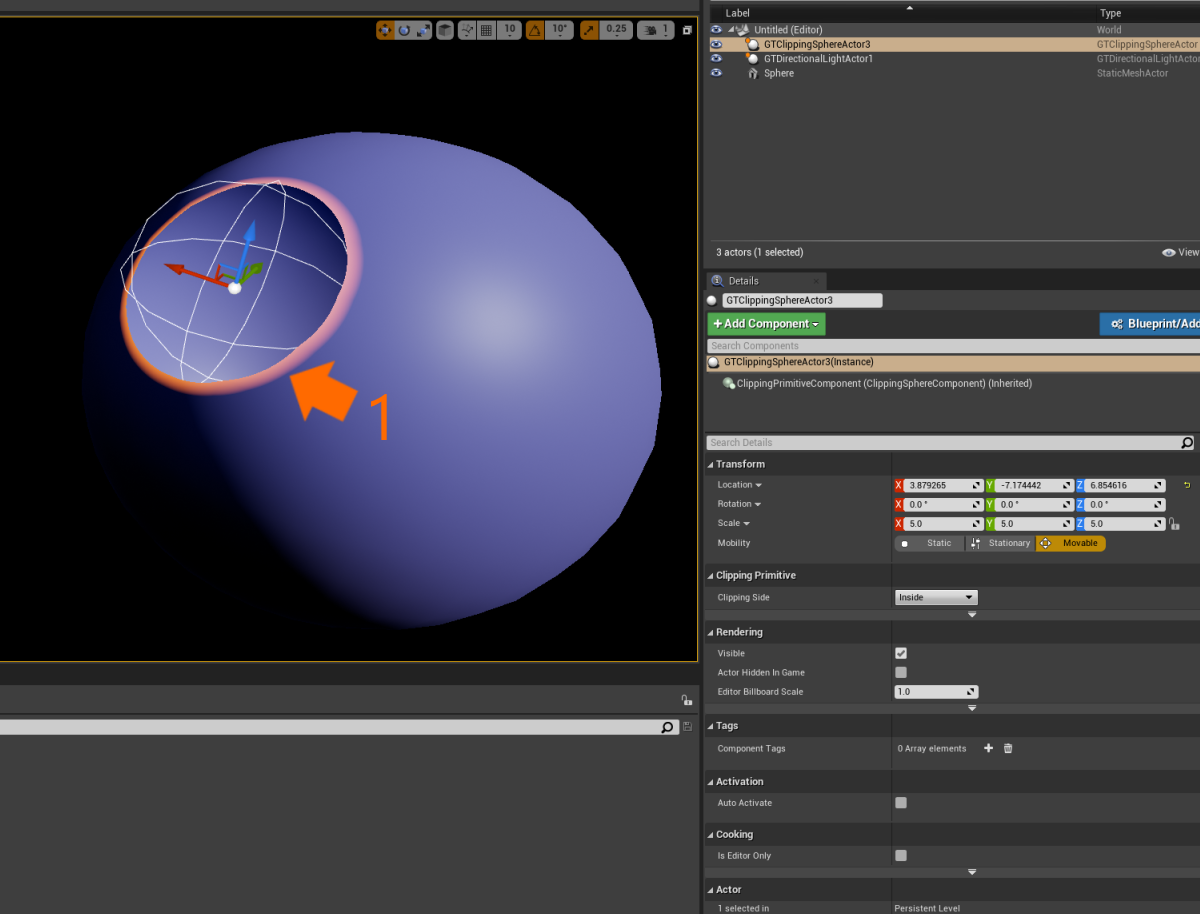 10
10°
0.25
1
Label Type
Untitled (Editor) World
GTClippingSphereActor3 GTClippingSphereActor
GTDirectionalLightActor1 GTDirectionalLightActor
Sphere StaticMeshActor
3 actors (1 selected) View
Details
GTClippingSphereActor3
+ Add Component Blueprint/Add
Search Components
GTClippingSphereActor3(Instance)
ClippingPrimitiveComponent (ClippingSphereComponent) (Inherited)
1
Search Details
Transform
Location X 3.879265 Y -7.174442 Z 6.854616
Rotation X 0.0 ° Y 0.0 ° Z 0.0 °
Scale X 5.0 Y 5.0 Z 5.0
Mobility Static Stationary Movable
Clipping Primitive
Clipping Side Inside
Rendering
Visible
Actor Hidden In Game
Editor Billboard Scale 1.0
Tags
Component Tags 0 Array elements
Activation
Auto Activate
Cooking
Is Editor Only
Actor
1 selected in Persistent Level